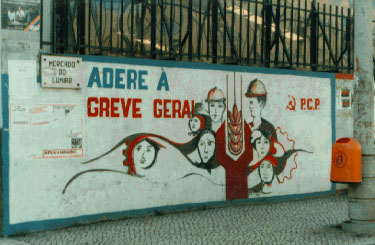 MERCADO
DO
LUMIAR
ADERE À
GREVE GERAL
P.C.P.